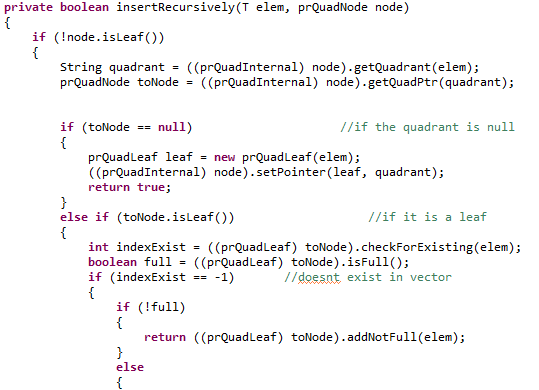 private boolean insertRecursively(T elem, prQuadNode node)
{
if (!node.isLeaf())
{
String quadrant = ((prQuadInternal) node).getQuadrant(elem);
prQuadNode toNode = ((prQuadInternal) node).getQuadPtr(quadrant);
if (toNode == null) //if the quadrant is null
{
prQuadLeaf leaf = new prQuadLeaf(elem);
((prQuadInternal) node).setPointer(leaf, quadrant);
return true;
}
else if (toNode.isLeaf()) //if it is a leaf
{
int indexExist = ((prQuadLeaf) toNode).checkForExisting(elem);
boolean full = ((prQuadLeaf) toNode).isFull();
if (indexExist == -1) //doesnt exist in vector
{
if (!full)
{
return ((prQuadLeaf) toNode).addNotFull(elem);
}
else
{